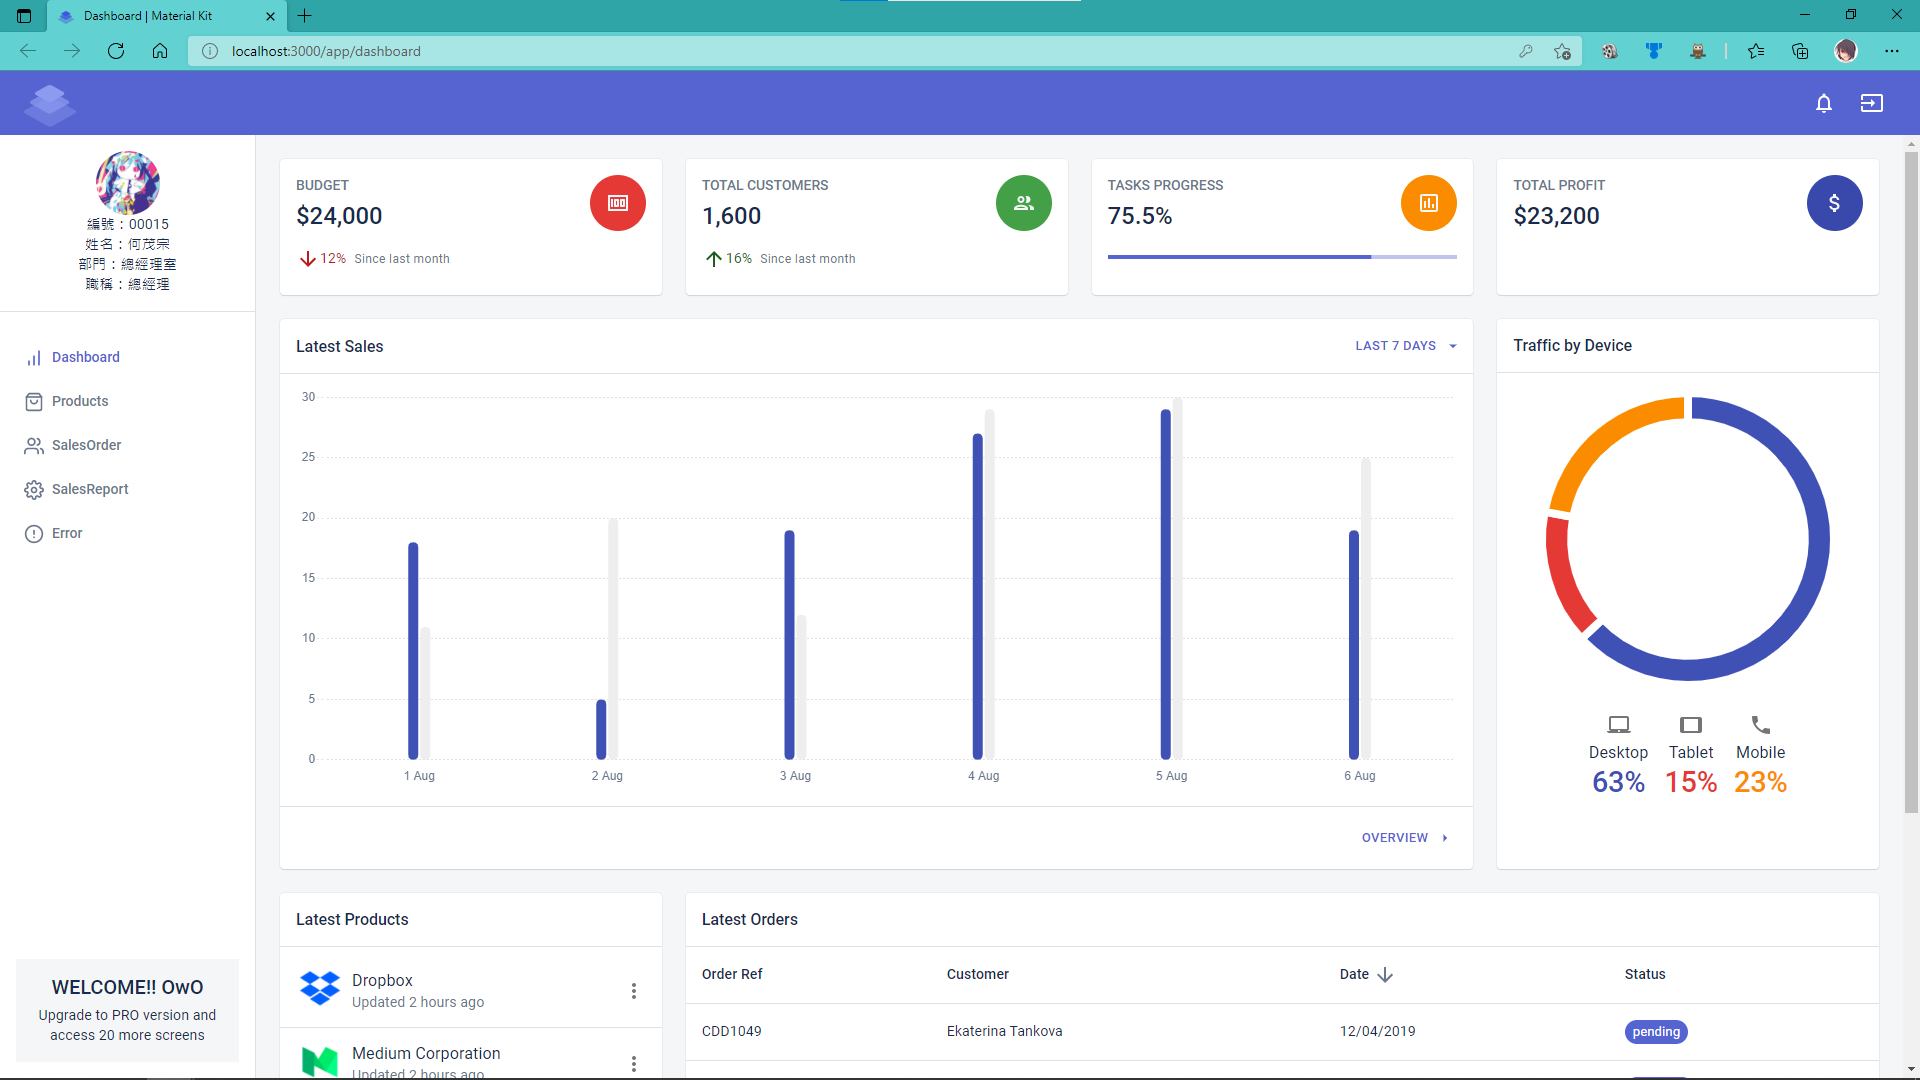 Dashboard | Material Kit
localhost:3000/app/dashboard
編號：00015
姓名：何茂宗
部門：總經理室
職稱：總經理
Dashboard
Products
SalesOrder
SalesReport
Error
WELCOME!! OwO
Upgrade to PRO version and
access 20 more screens
BUDGET
$24,000
12% Since last month
TOTAL CUSTOMERS
1,600
16% Since last month
TASKS PROGRESS
75.5%
TOTAL PROFIT
$23,200
$
Latest Sales
LAST 7 DAYS
30
25
20
15
10
5
0
1 Aug 2 Aug 3 Aug 4 Aug 5 Aug 6 Aug
OVERVIEW
Traffic by Device
Desktop Tablet Mobile
63% 15% 23%
Latest Products
Dropbox
Updated 2 hours ago
Medium Corporation
Updated 2 hours ago
Latest Orders
Order Ref Customer Date Status
CDD1049 Ekaterina Tankova 12/04/2019 pending